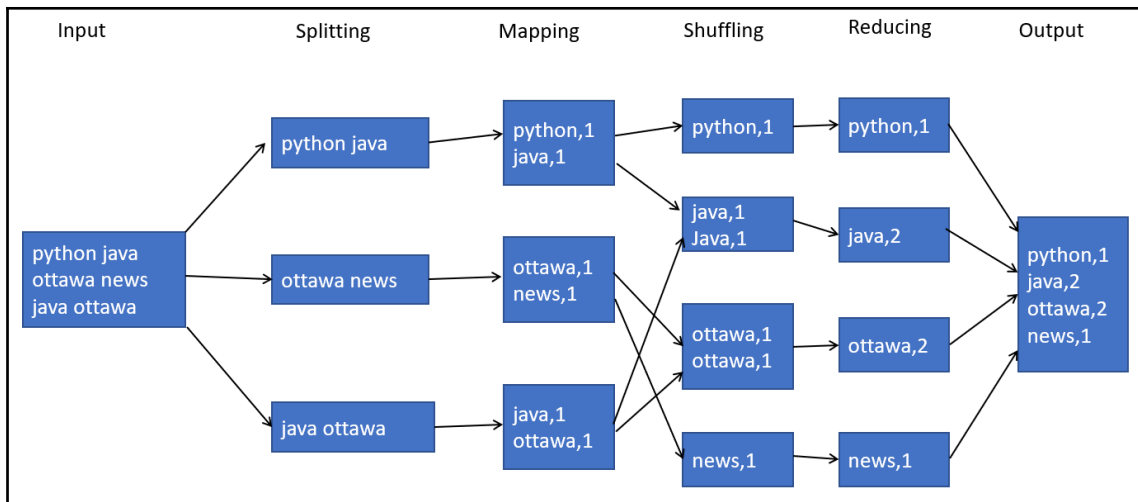 Input
Splitting
Mapping
Shuffling
Reducing
Output
python java
ottawa news
java ottawa
python java
ottawa news
java ottawa
python,1
java,1
ottawa,1
news,1
java,1
ottawa,1
python,1
java,1
Java,1
ottawa,1
ottawa,1
news,1
python,1
java,2
ottawa,2
news,1
python,1
java,2
ottawa,2
news,1